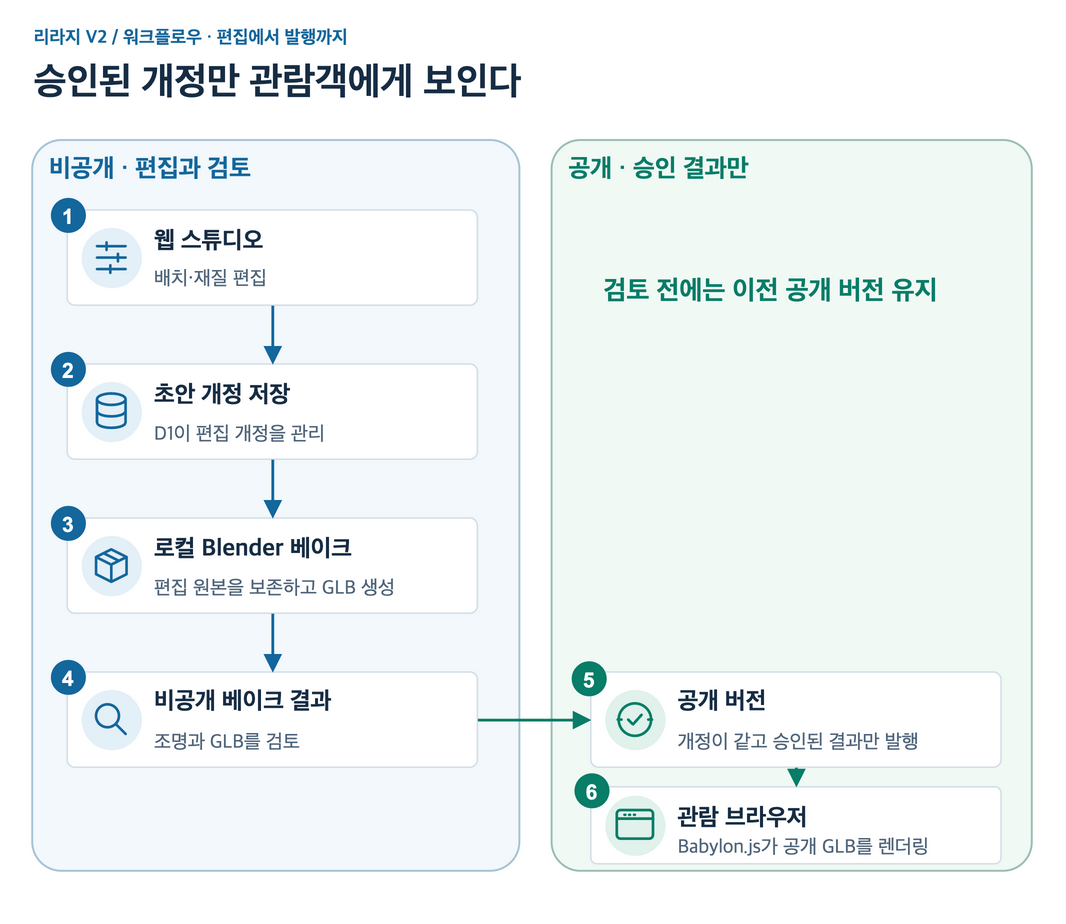 리라지 V2 / 워크플로우 · 편집에서 발행까지
승인된 개정만 관람객에게 보인다
비공개 · 편집과 검토
1
웹 스튜디오
배치·재질 편집
2
초안 개정 저장
D1이 편집 개정을 관리
3
로컬 Blender 베이크
편집 원본을 보존하고 GLB 생성
4
비공개 베이크 결과
조명과 GLB를 검토
공개 · 승인 결과만
검토 전에는 이전 공개 버전 유지
5
공개 버전
개정이 같고 승인된 결과만 발행
6
관람 브라우저
Babylon.js가 공개 GLB를 렌더링